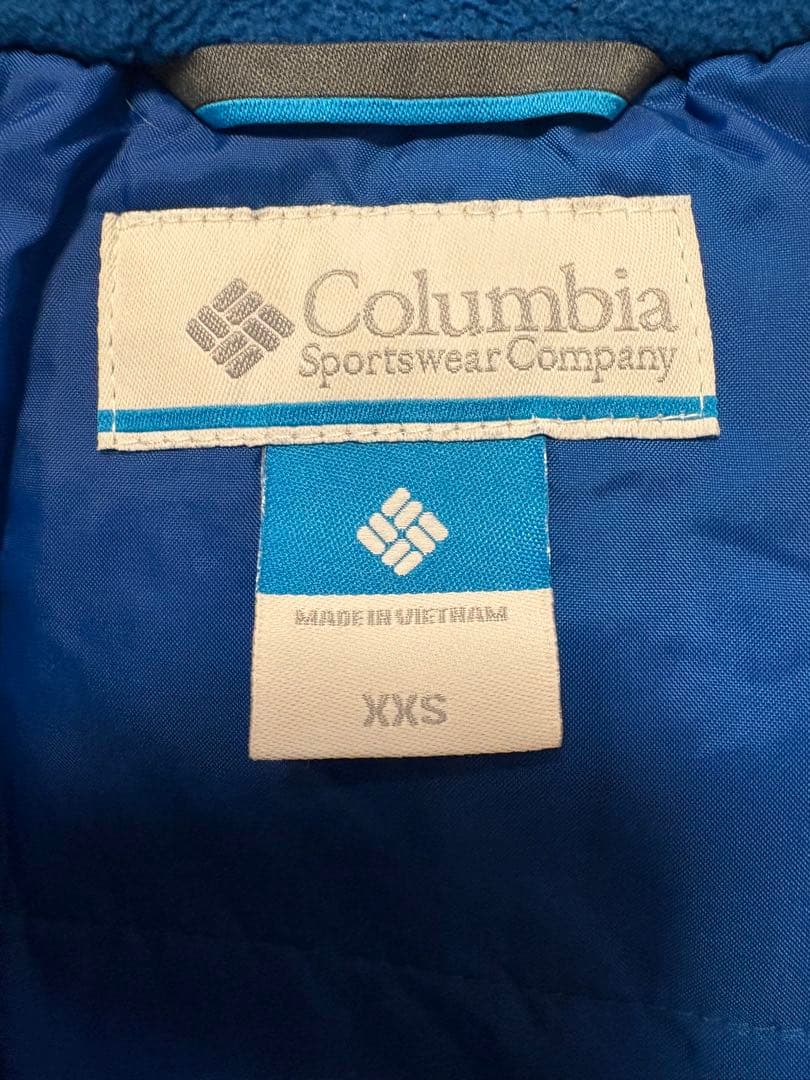 Columbia
Sportswear Company
MADE IN VIETNAM
XXS